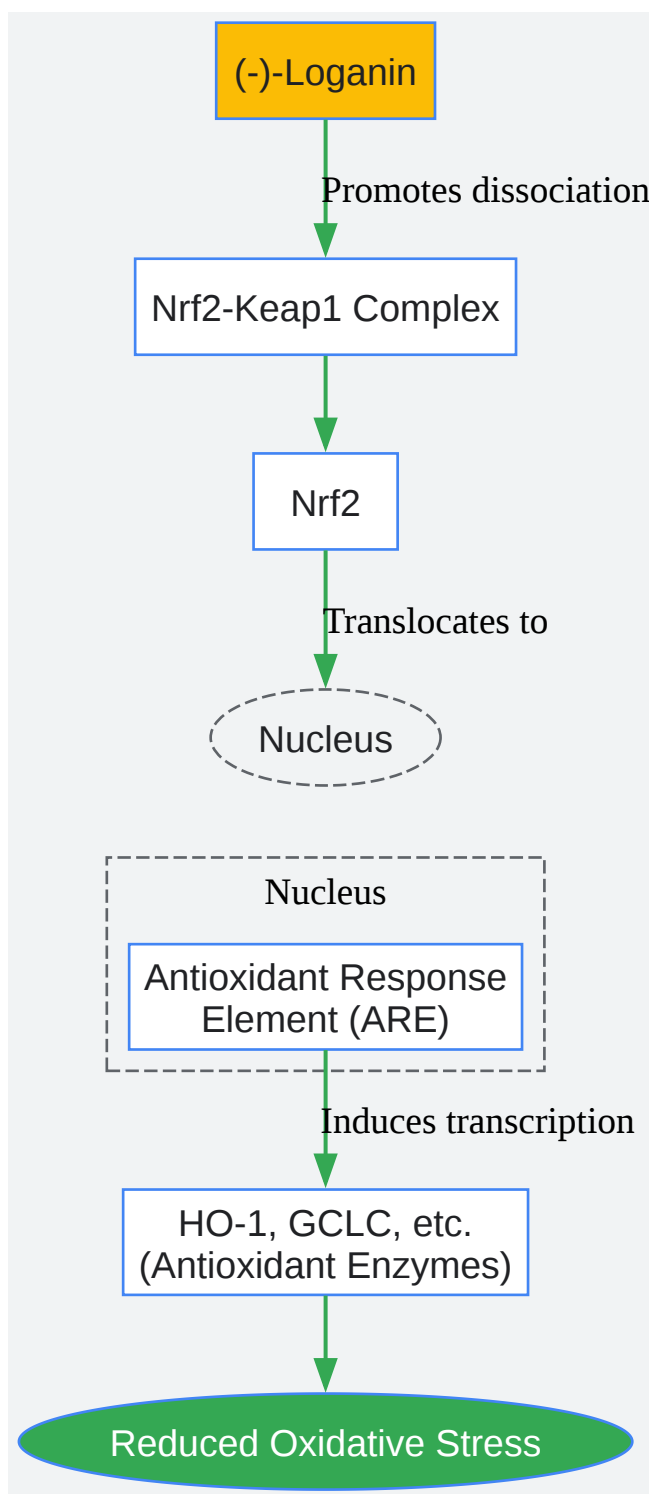 (-)-Loganin
Promotes dissociation
Nrf2-Keap1 Complex
Nrf2
Translocates to
Nucleus
Nucleus
Antioxidant Response
Element (ARE)
Induces transcription
HO-1, GCLC, etc.
(Antioxidant Enzymes)
Reduced Oxidative Stress